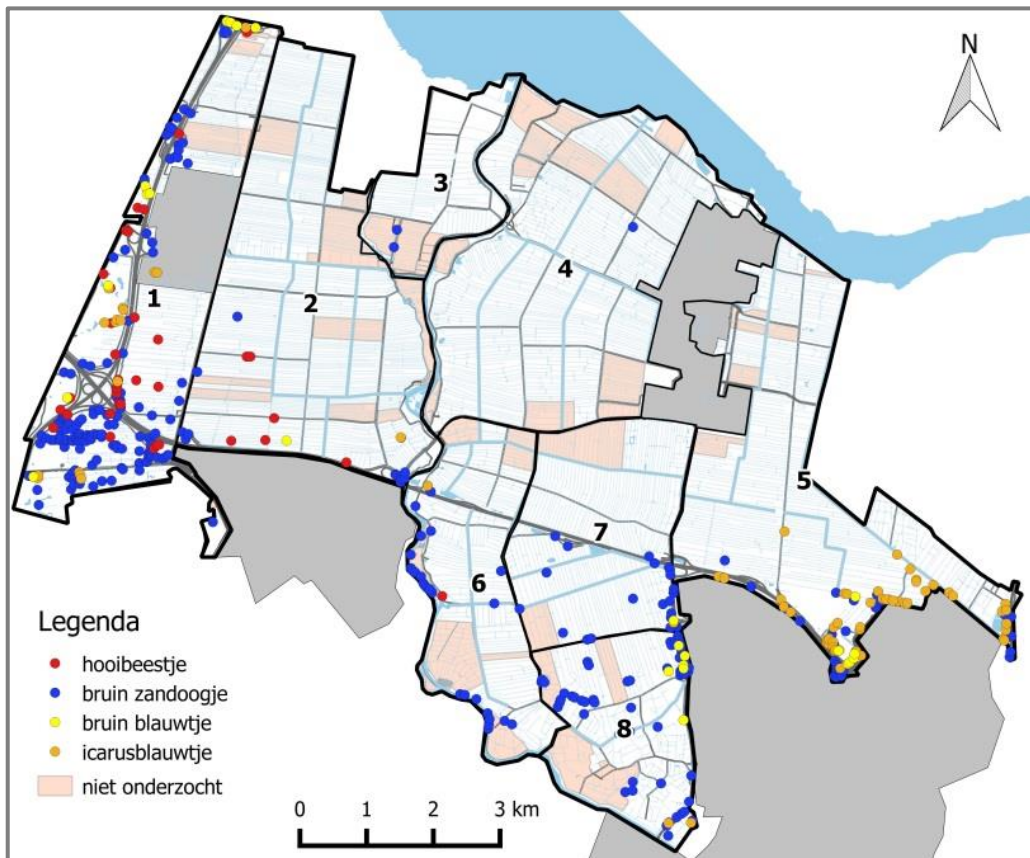 N
3
4
1
2
5
7
6
8
Legenda
hooibeestje
bruin zandoogje
bruin blauwtje
icarusblauwtje
niet onderzocht
0 1 2 3 km